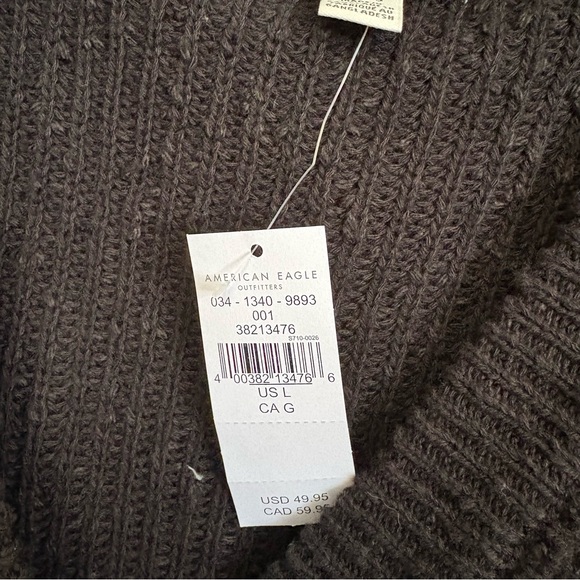 BANGLADESH
AMERICAN EAGLE
OUTFITTERS
034 - 1340 - 9893
001
38213476
S710-0026
4 00382 13476 6
US L
CA G
USD 49.95
CAD 59.95